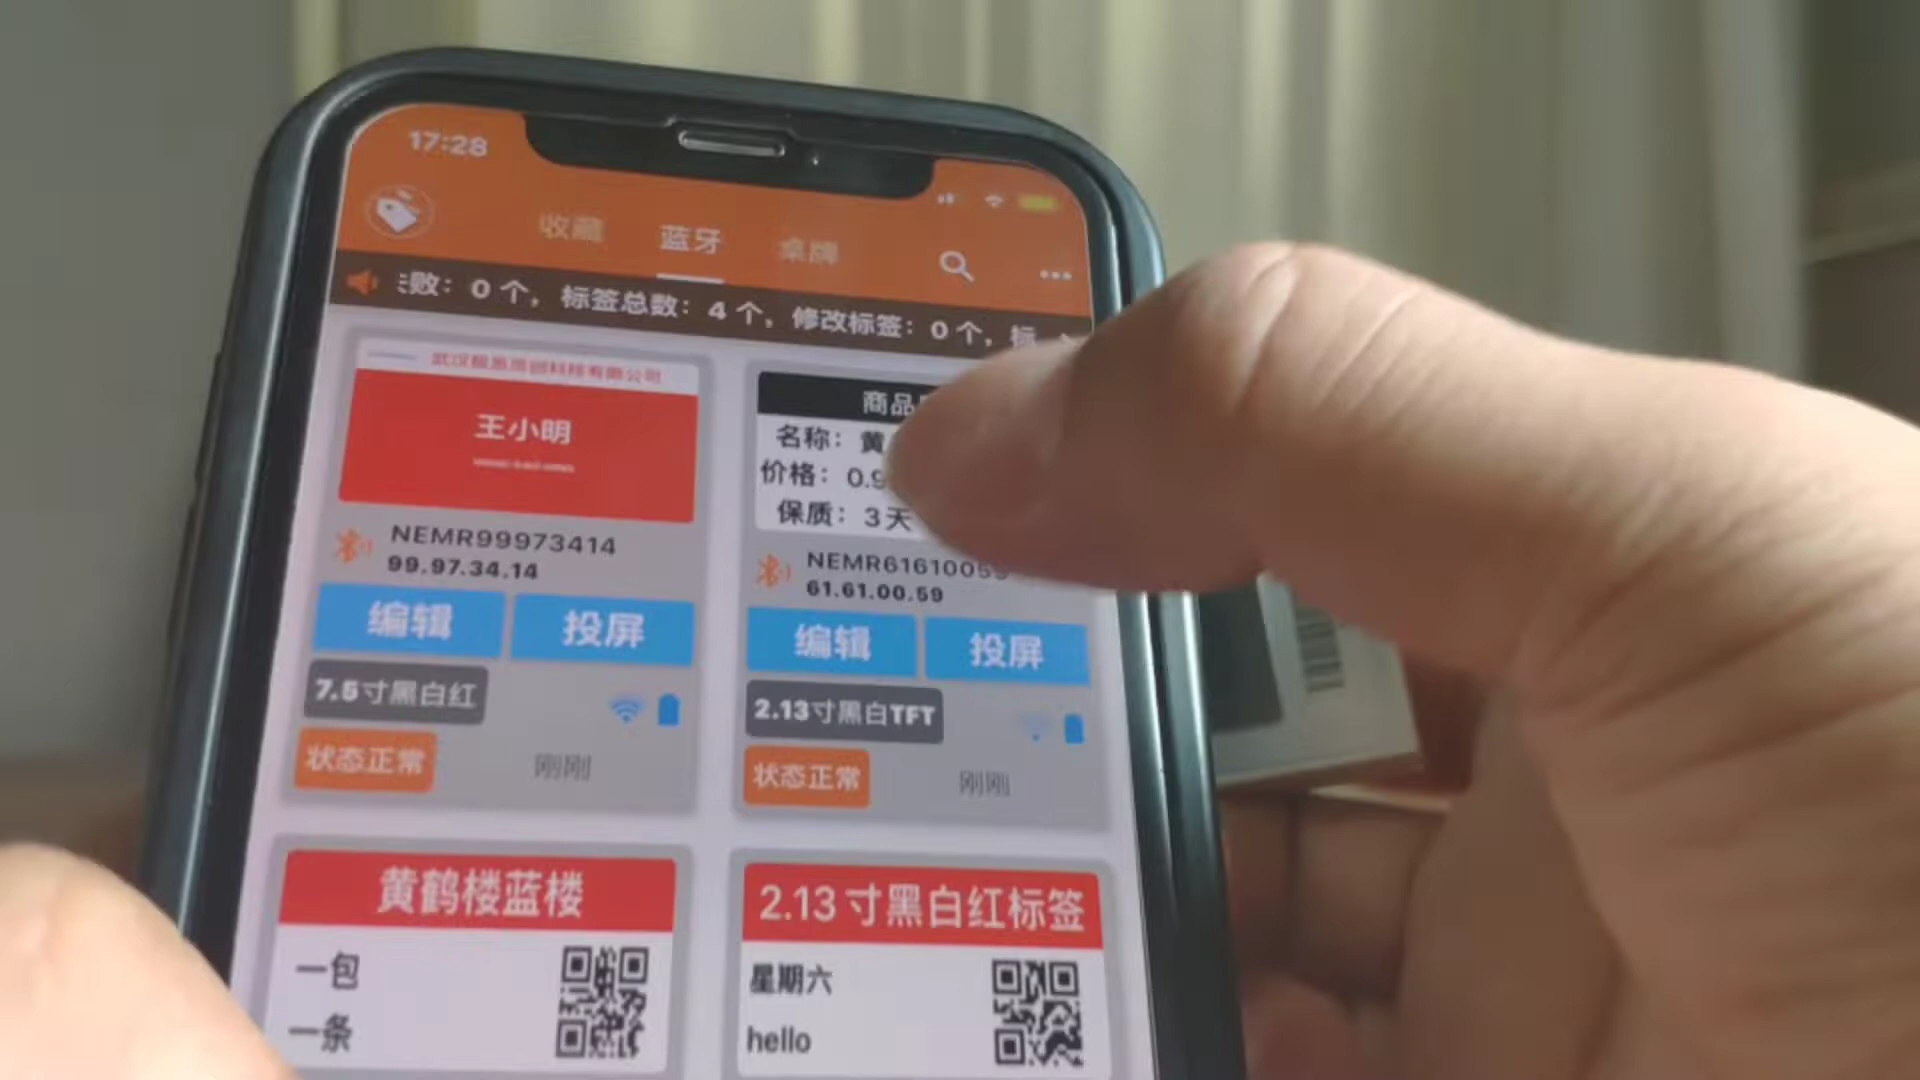 17:28
收藏 蓝牙 桌牌
败：0个，标签总数：4个，修改标签：0个，标
王小明
NEMR99973414
99.97.34.14
编辑 投屏
7.5寸黑白红
状态正常 刚刚
商品
名称：黄
价格：0.9
保质：3天
NEMR61610059
61.61.00.59
编辑 投屏
2.13寸黑白TFT
状态正常 刚刚
黄鹤楼蓝楼
一包
一条
2.13寸黑白红标签
星期六
hello